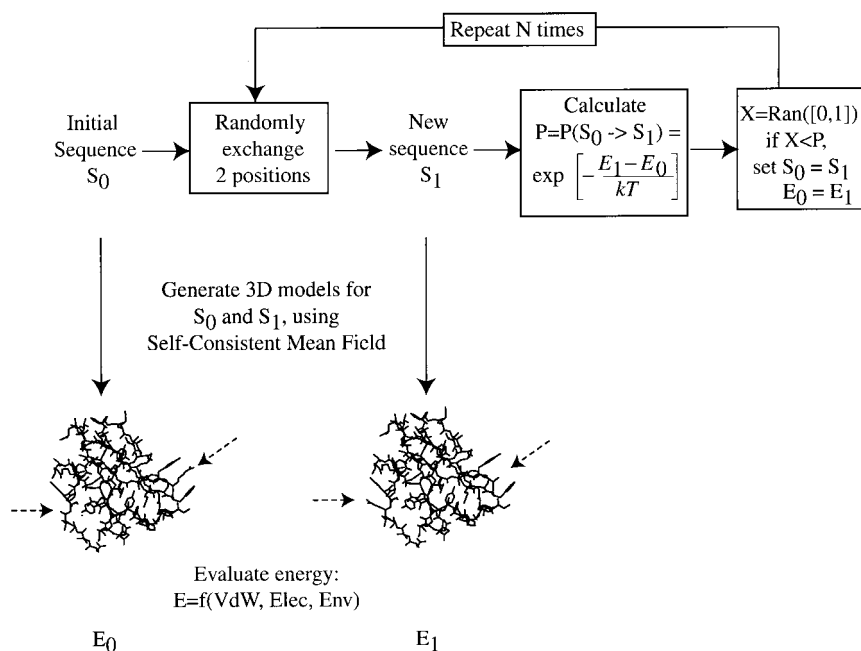 Repeat N times
Initial
Sequence
S0
Randomly
exchange
2 positions
New
sequence
S1
Calculate
P=P(S0 -> S1) =
exp [-(E1 – E0)/kT]
X=Ran([0,1])
if X<P,
set S0 = S1
E0 = E1
Generate 3D models for
S0 and S1, using
Self-Consistent Mean Field
Evaluate energy:
E=f(VdW, Elec, Env)
E0
E1